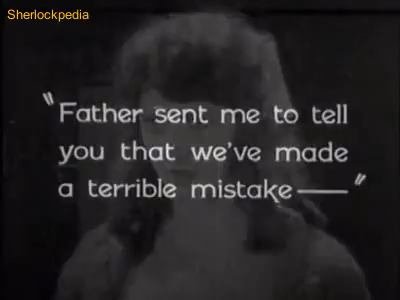 Sherlockpedia
"Father sent me to tell
you that we've made
a terrible mistake——"